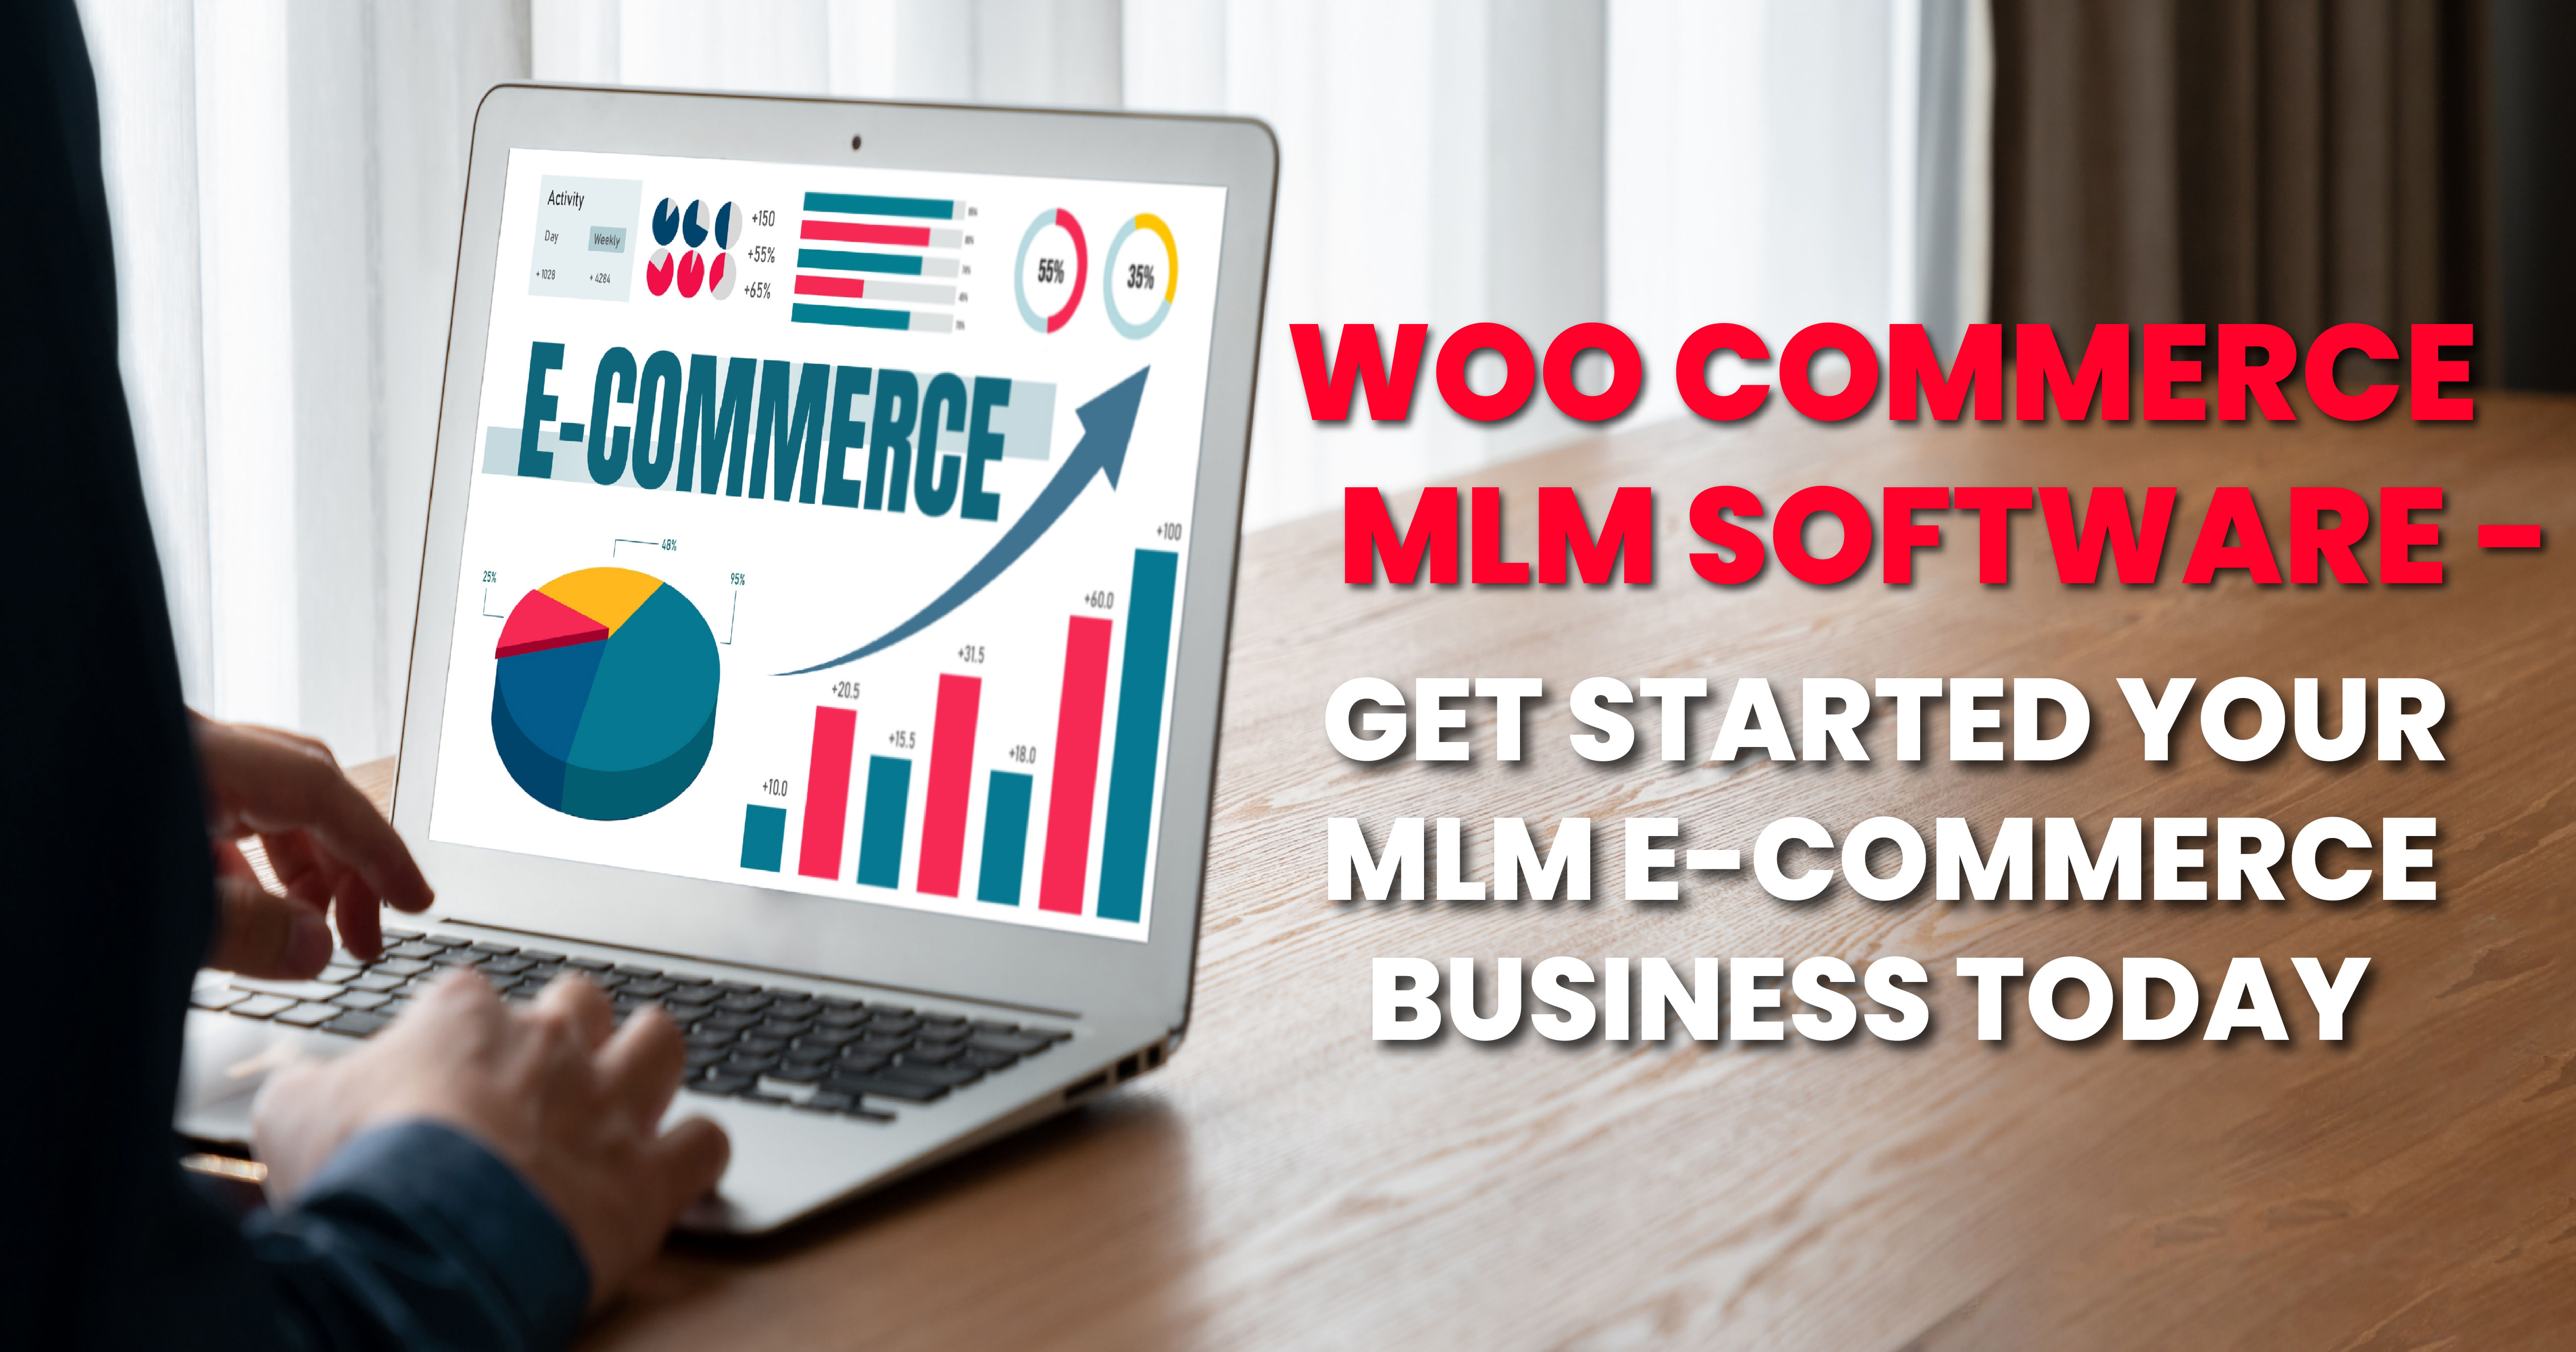 Activity
Day Weekly
+1028 +4284
+150
+55%
+65%
55%
35%
E-COMMERCE
25%
48%
95%
+10.0
+20.5
+15.5
+31.5
+18.0
+60.0
+100
WOO COMMERCE
MLM SOFTWARE -
GET STARTED YOUR
MLM E-COMMERCE
BUSINESS TODAY